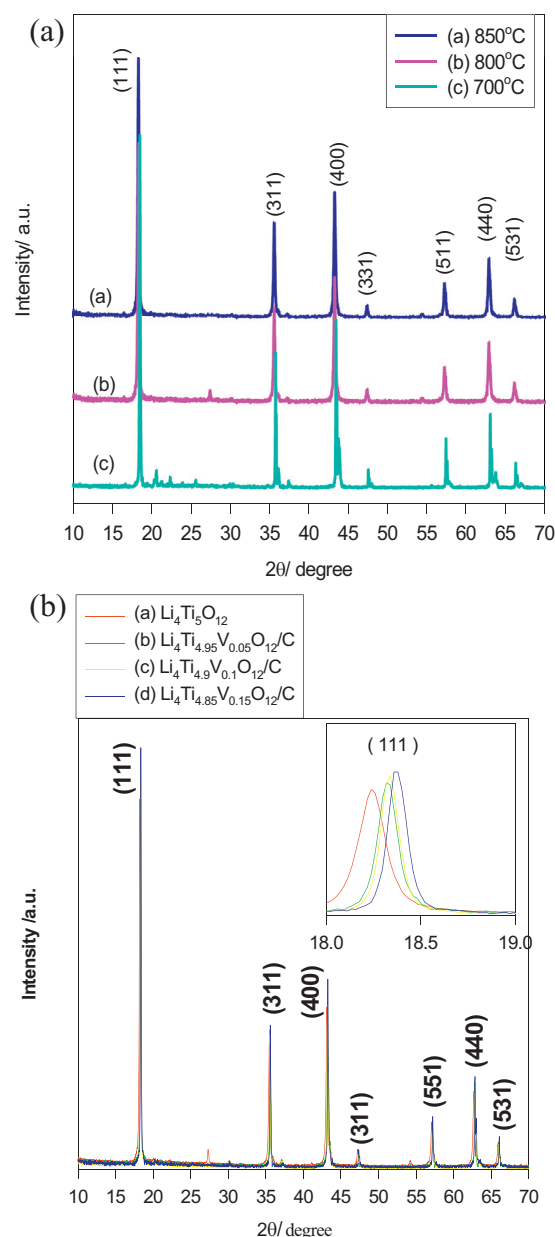 (a)
(a) 850°C
(b) 800°C
(c) 700°C
(111)
(311)
(400)
(331)
(511)
(440)
(531)
Intensity/ a.u.
(a)
(b)
(c)
10 15 20 25 30 35 40 45 50 55 60 65 70
2θ/ degree
(b)
(a) Li₄Ti₅O₁₂
(b) Li₄Ti₄.₉₅V₀.₀₅O₁₂/C
(c) Li₄Ti₄.₉V₀.₁O₁₂/C
(d) Li₄Ti₄.₈₅V₀.₁₅O₁₂/C
(111)
( 111 )
18.0 18.5 19.0
(311)
(400)
(311)
(551)
(440)
(531)
Intensity /a.u.
10 15 20 25 30 35 40 45 50 55 60 65 70
2θ/ degree